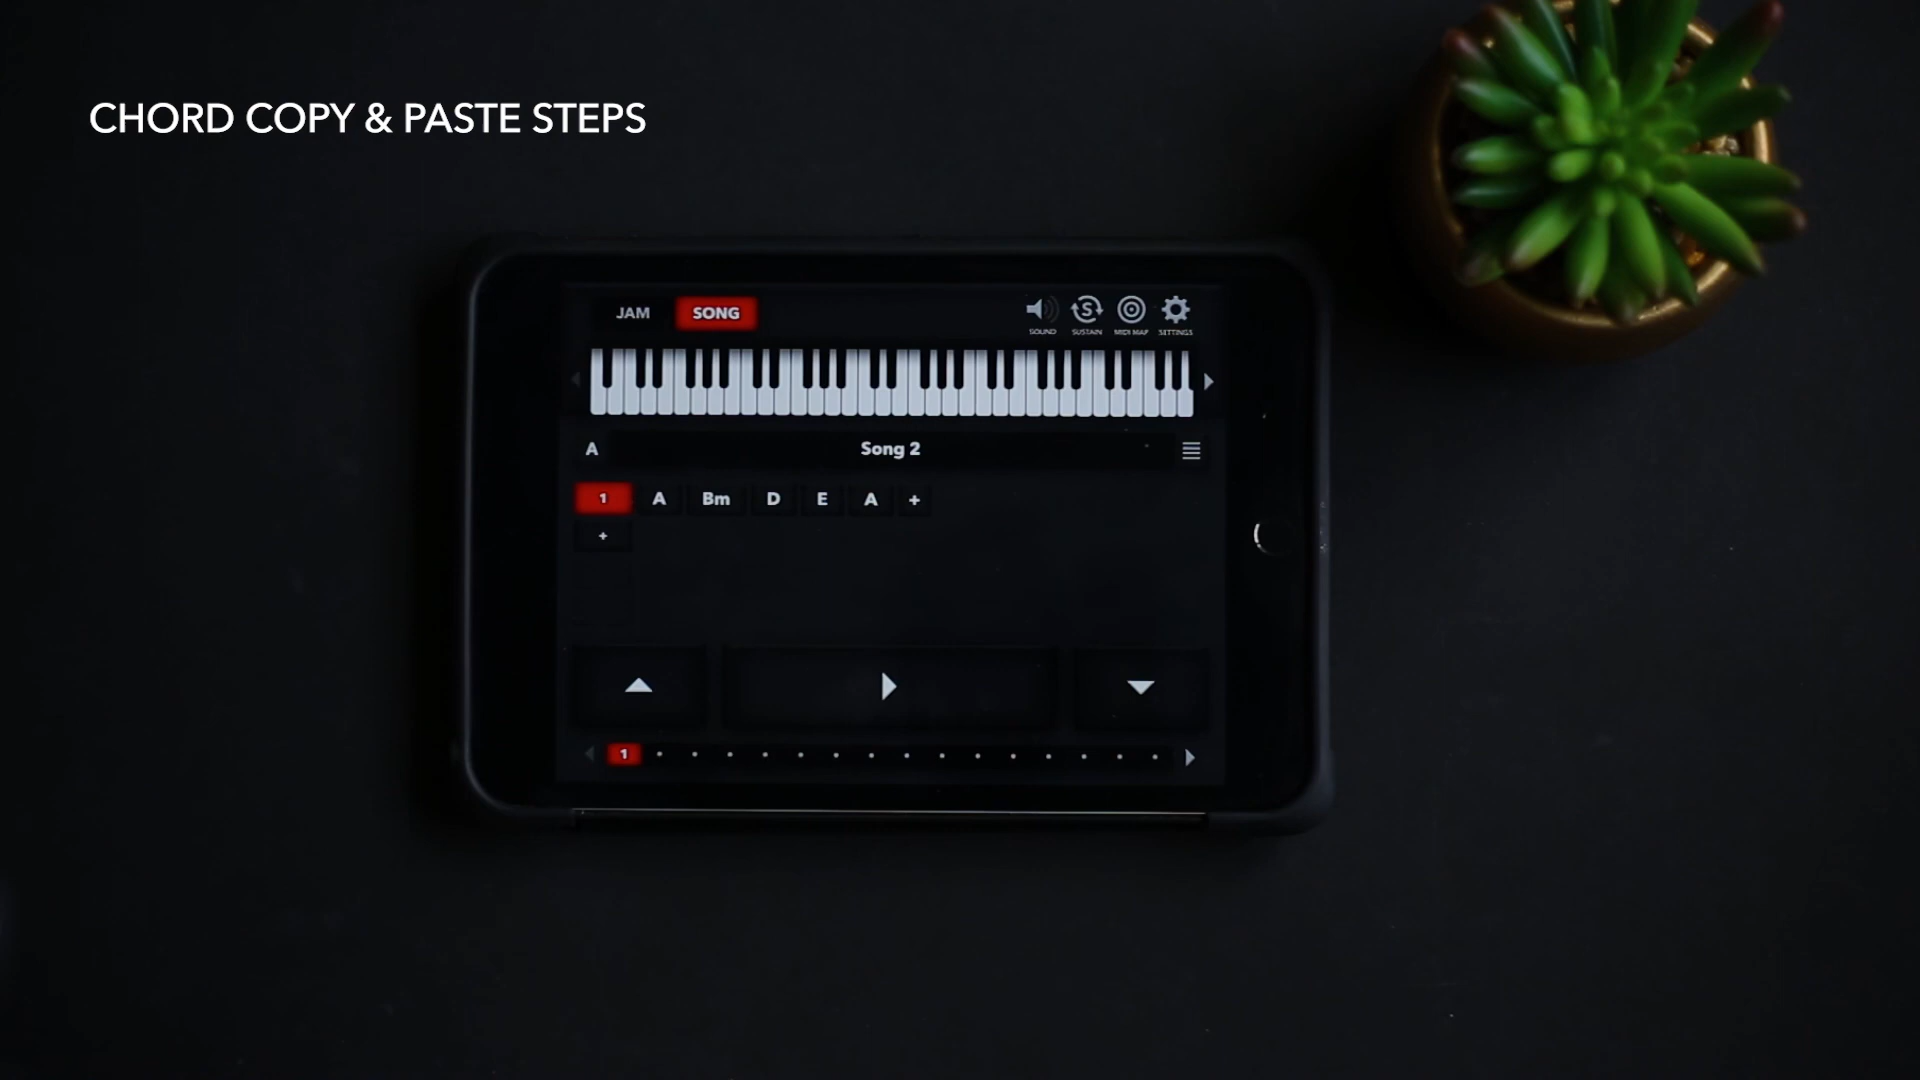 CHORD COPY & PASTE STEPS
JAM SONG
SOUND SUSTAIN MIDI MAP SETTINGS
A Song 2
1 A Bm D E A +
+
1